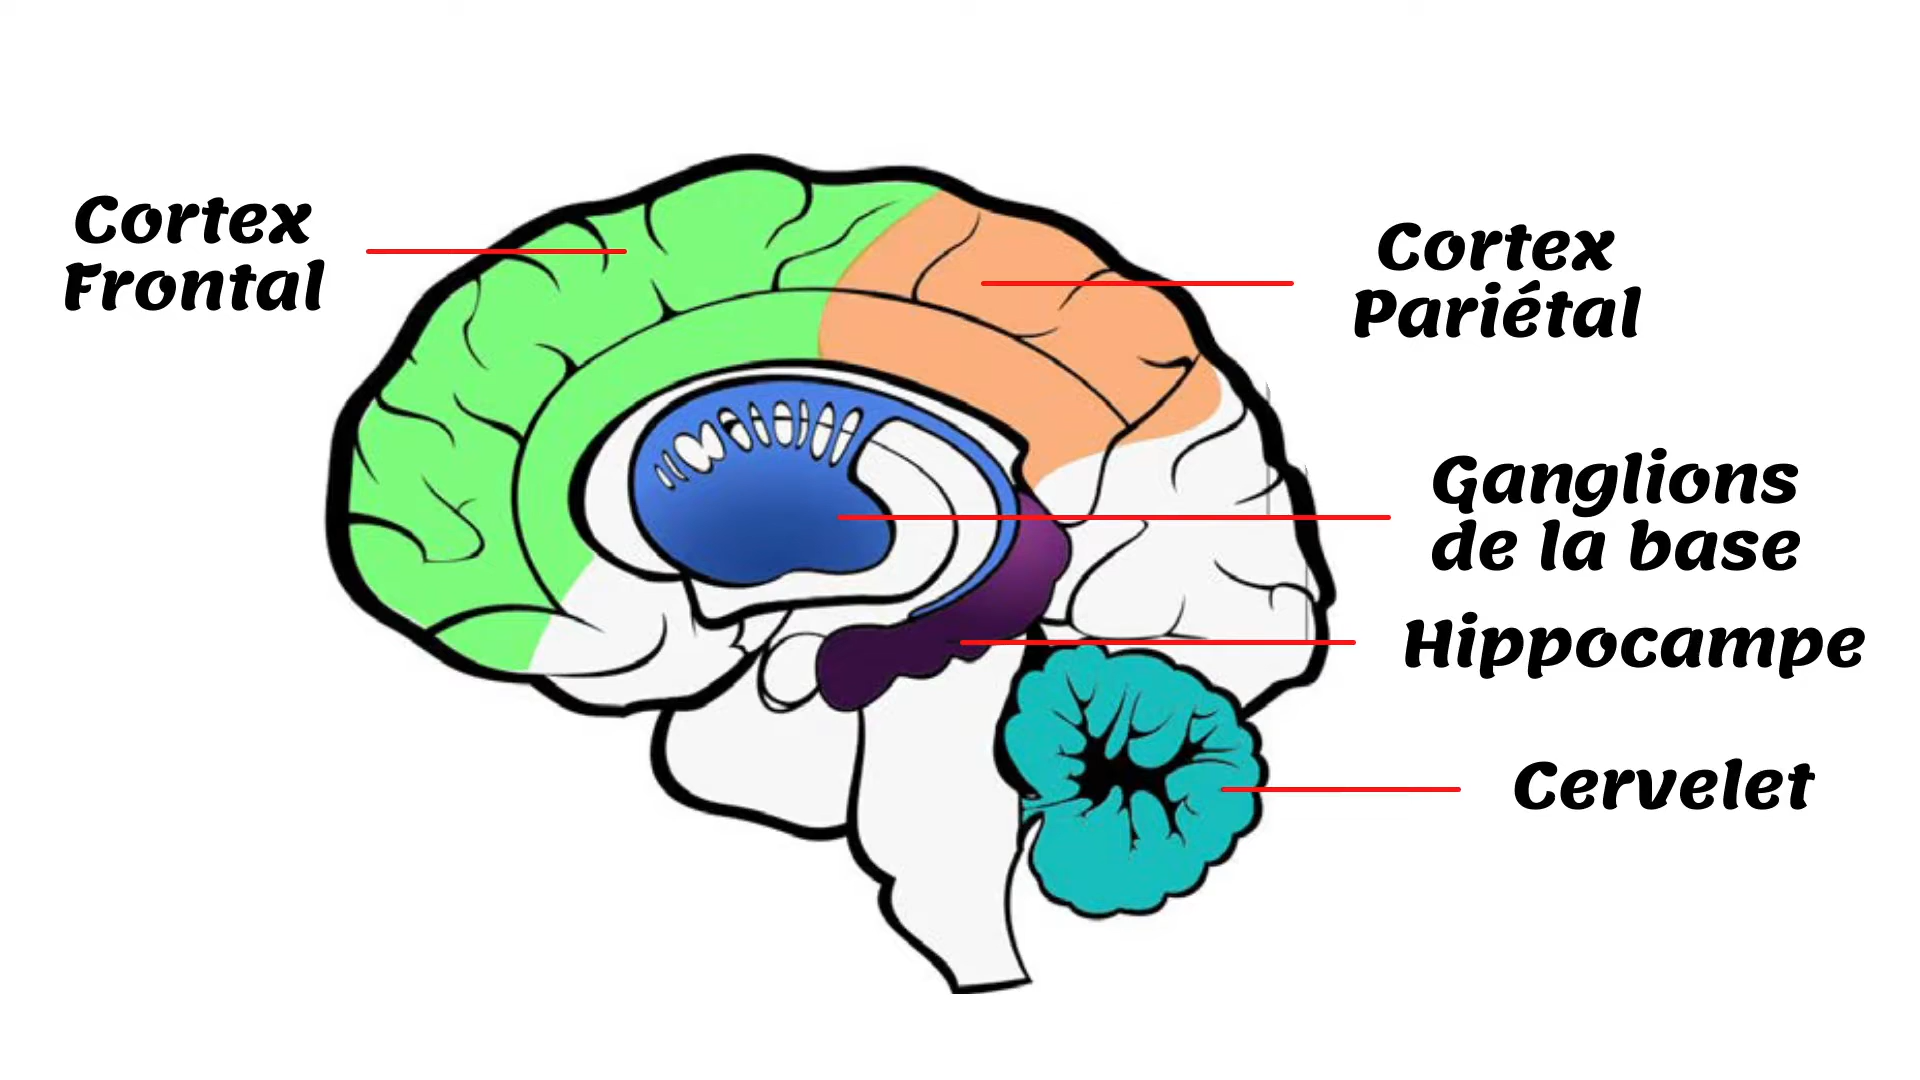 Cortex
Frontal
Cortex
Pariétal
Ganglions
de la base
Hippocampe
Cervelet